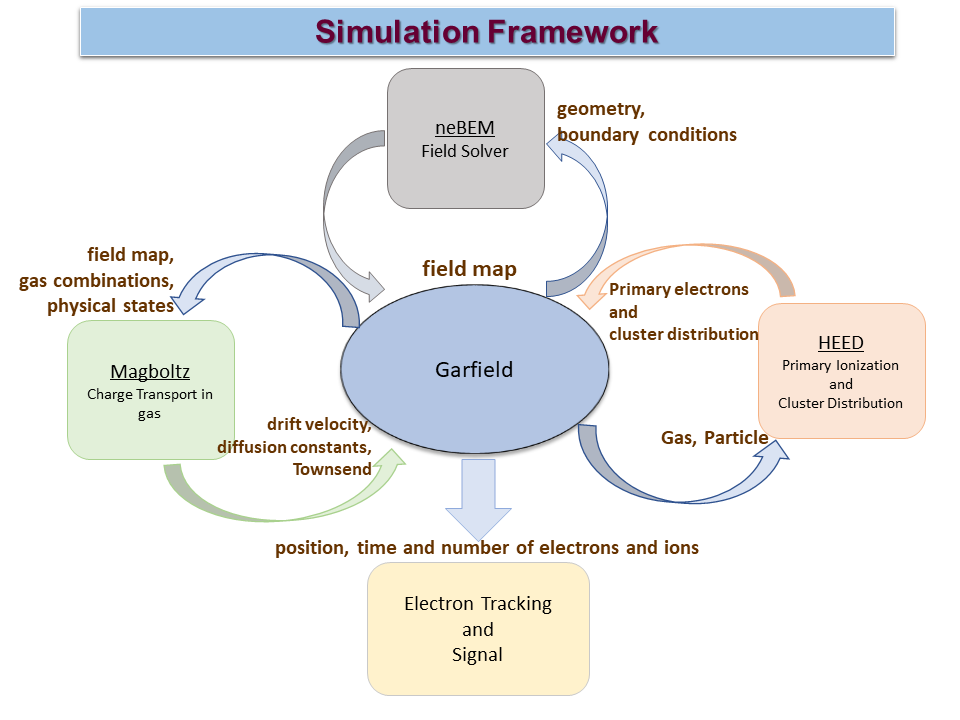 Simulation Framework
neBEM
Field Solver
geometry,
boundary conditions
field map,
gas combinations,
physical states
field map
Primary electrons
and
cluster distribution
Magboltz
Charge Transport in
gas
Garfield
HEED
Primary Ionization
and
Cluster Distribution
drift velocity,
diffusion constants,
Townsend
Gas, Particle
position, time and number of electrons and ions
Electron Tracking
and
Signal